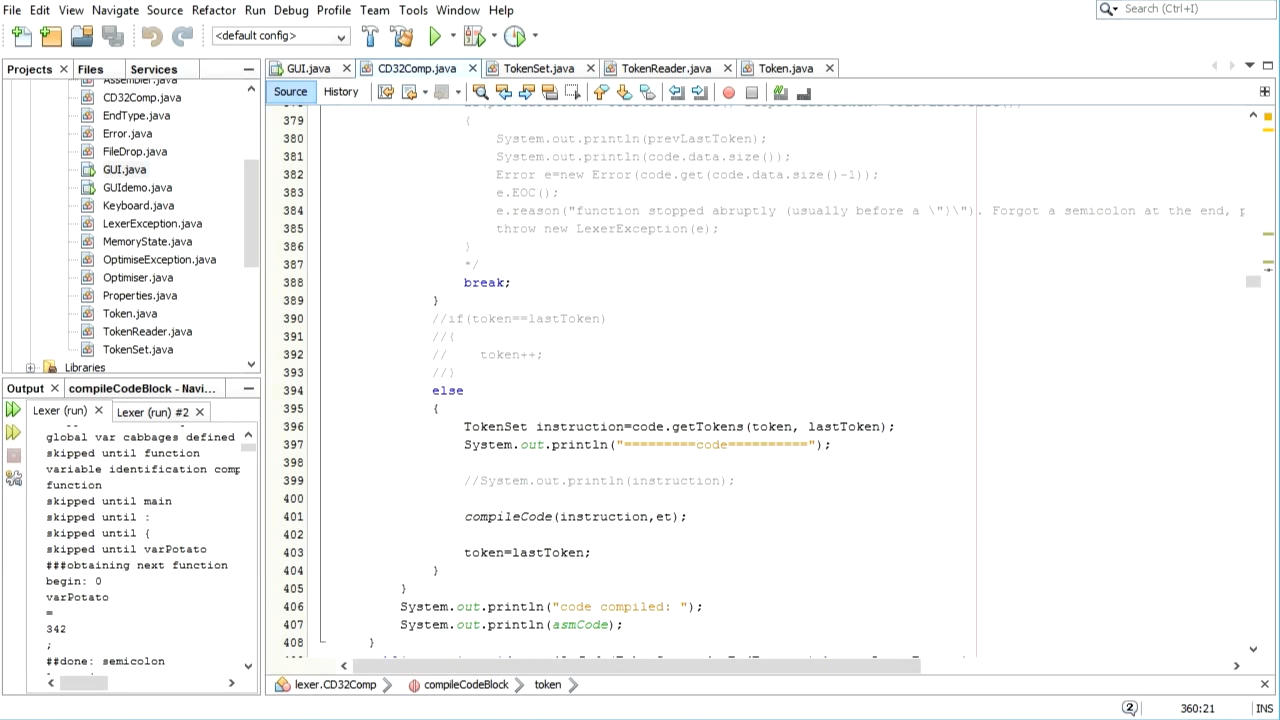 File Edit View Navigate Source Refactor Run Debug Profile Team Tools Window Help
Search (Ctrl+I)
<default config>
Projects Files Services
GUI.java CD32Comp.java TokenSet.java TokenReader.java Token.java
Source History
Assembler.java
CD32Comp.java
EndType.java
Error.java
FileDrop.java
GUI.java
GUIdemo.java
Keyboard.java
LexerException.java
MemoryState.java
OptimiseException.java
Optimiser.java
Properties.java
Token.java
TokenReader.java
TokenSet.java
Libraries
Output compileCodeBlock - Navi...
Lexer (run) Lexer (run) #2
global var cabbages defined
skipped until function
variable identification comp
function
skipped until main
skipped until :
skipped until {
skipped until varPotato
###obtaining next function
begin: 0
varPotato
=
342
;
##done: semicolon
379 {
380 System.out.println(prevLastToken);
381 System.out.println(code.data.size());
382 Error e=new Error(code.get(code.data.size()-1));
383 e.EOC();
384 e.reason("function stopped abruptly (usually before a \")\"). Forgot a semicolon at the end, p
385 throw new LexerException(e);
386 }
387 */
388 break;
389 }
390 //if(token==lastToken)
391 //{
392 // token++;
393 //}
394 else
395 {
396 TokenSet instruction=code.getTokens(token, lastToken);
397 System.out.println("=========code==========");
398
399 //System.out.println(instruction);
400
401 compileCode(instruction,et);
402
403 token=lastToken;
404 }
405 }
406 System.out.println("code compiled: ");
407 System.out.println(asmCode);
408 }
lexer.CD32Comp compileCodeBlock token
2 360:21 INS